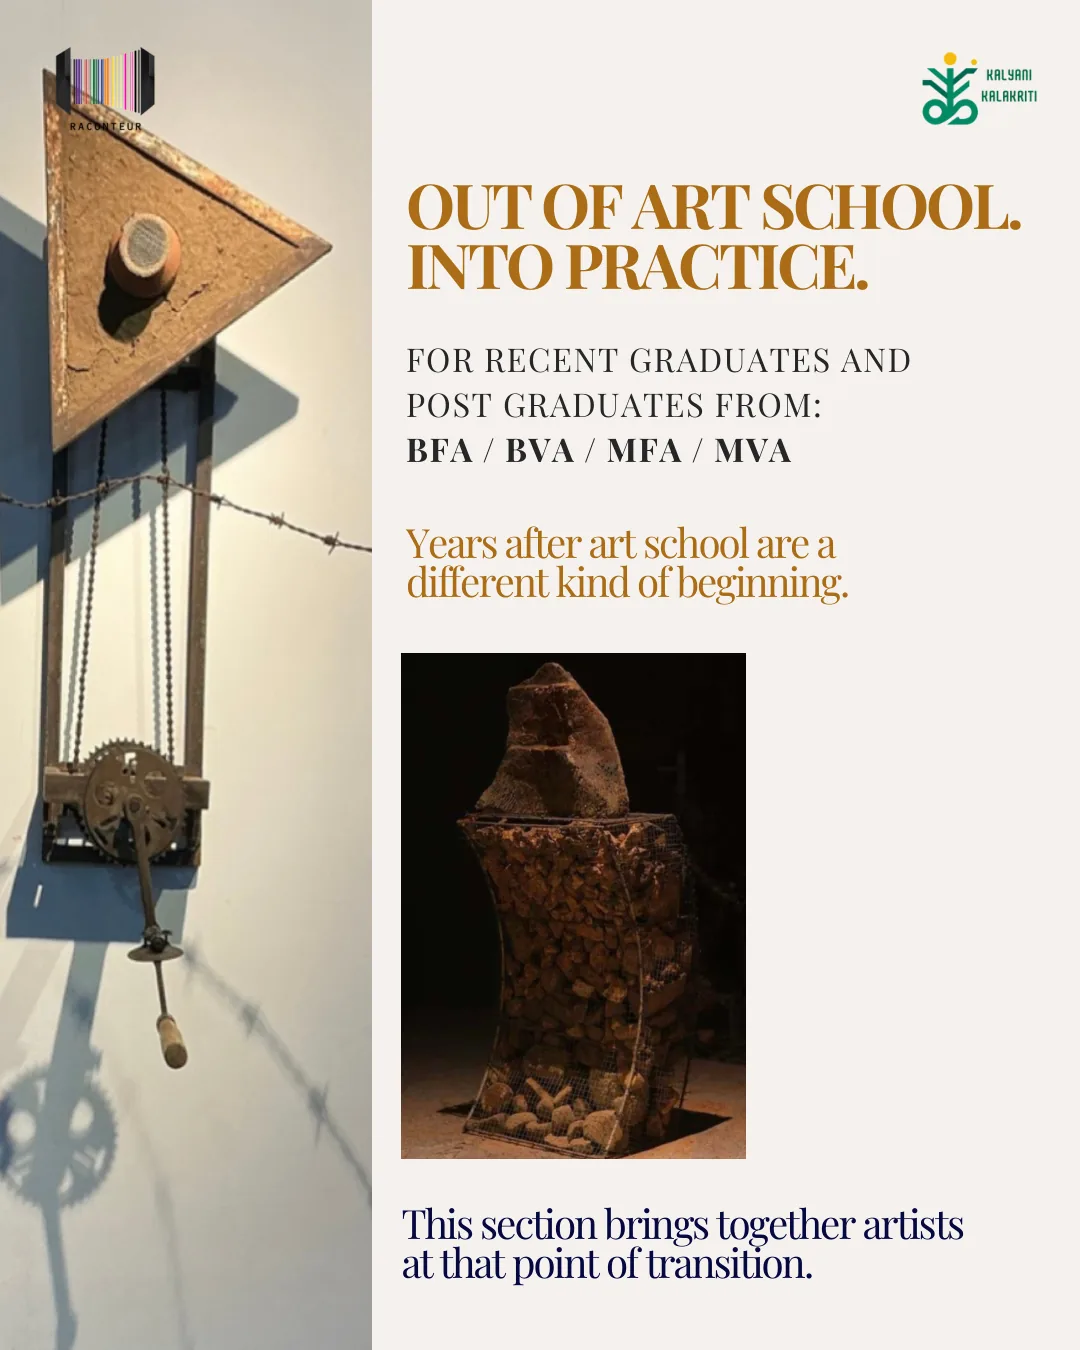 RACONTEUR
KALYANI
KALAKRITI
OUT OF ART SCHOOL.
INTO PRACTICE.
FOR RECENT GRADUATES AND
POST GRADUATES FROM:
BFA / BVA / MFA / MVA
Years after art school are a
different kind of beginning.
This section brings together artists
at that point of transition.